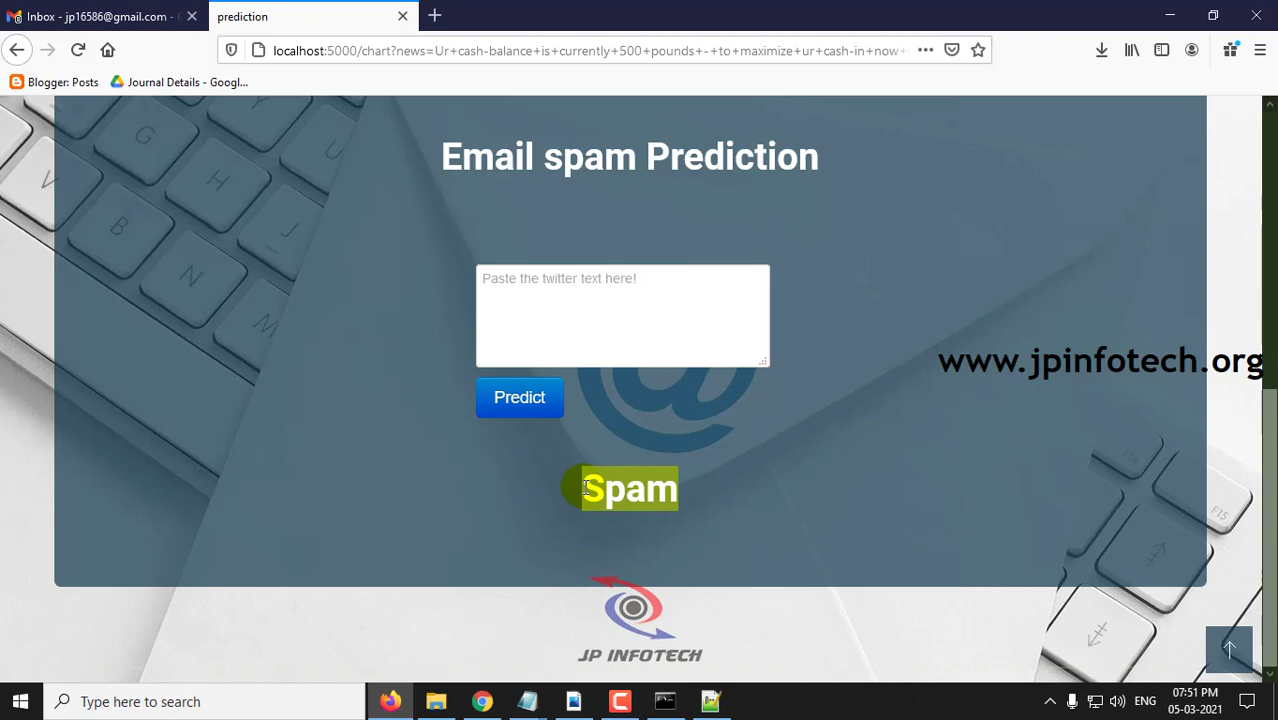 Inbox - jp16586@gmail.com -
prediction
localhost:5000/chart?news=Ur+cash-balance+is+currently+500+pounds+-+to+maximize+ur+cash-in+now+
Blogger: Posts
Journal Details - Googl...
Email spam Prediction
Paste the twitter text here!
www.jpinfotech.org
Predict
Spam
JP INFOTECH
Type here to search
ENG
07:51 PM
05-03-2021
G
H
J
V
B
N
M
F15